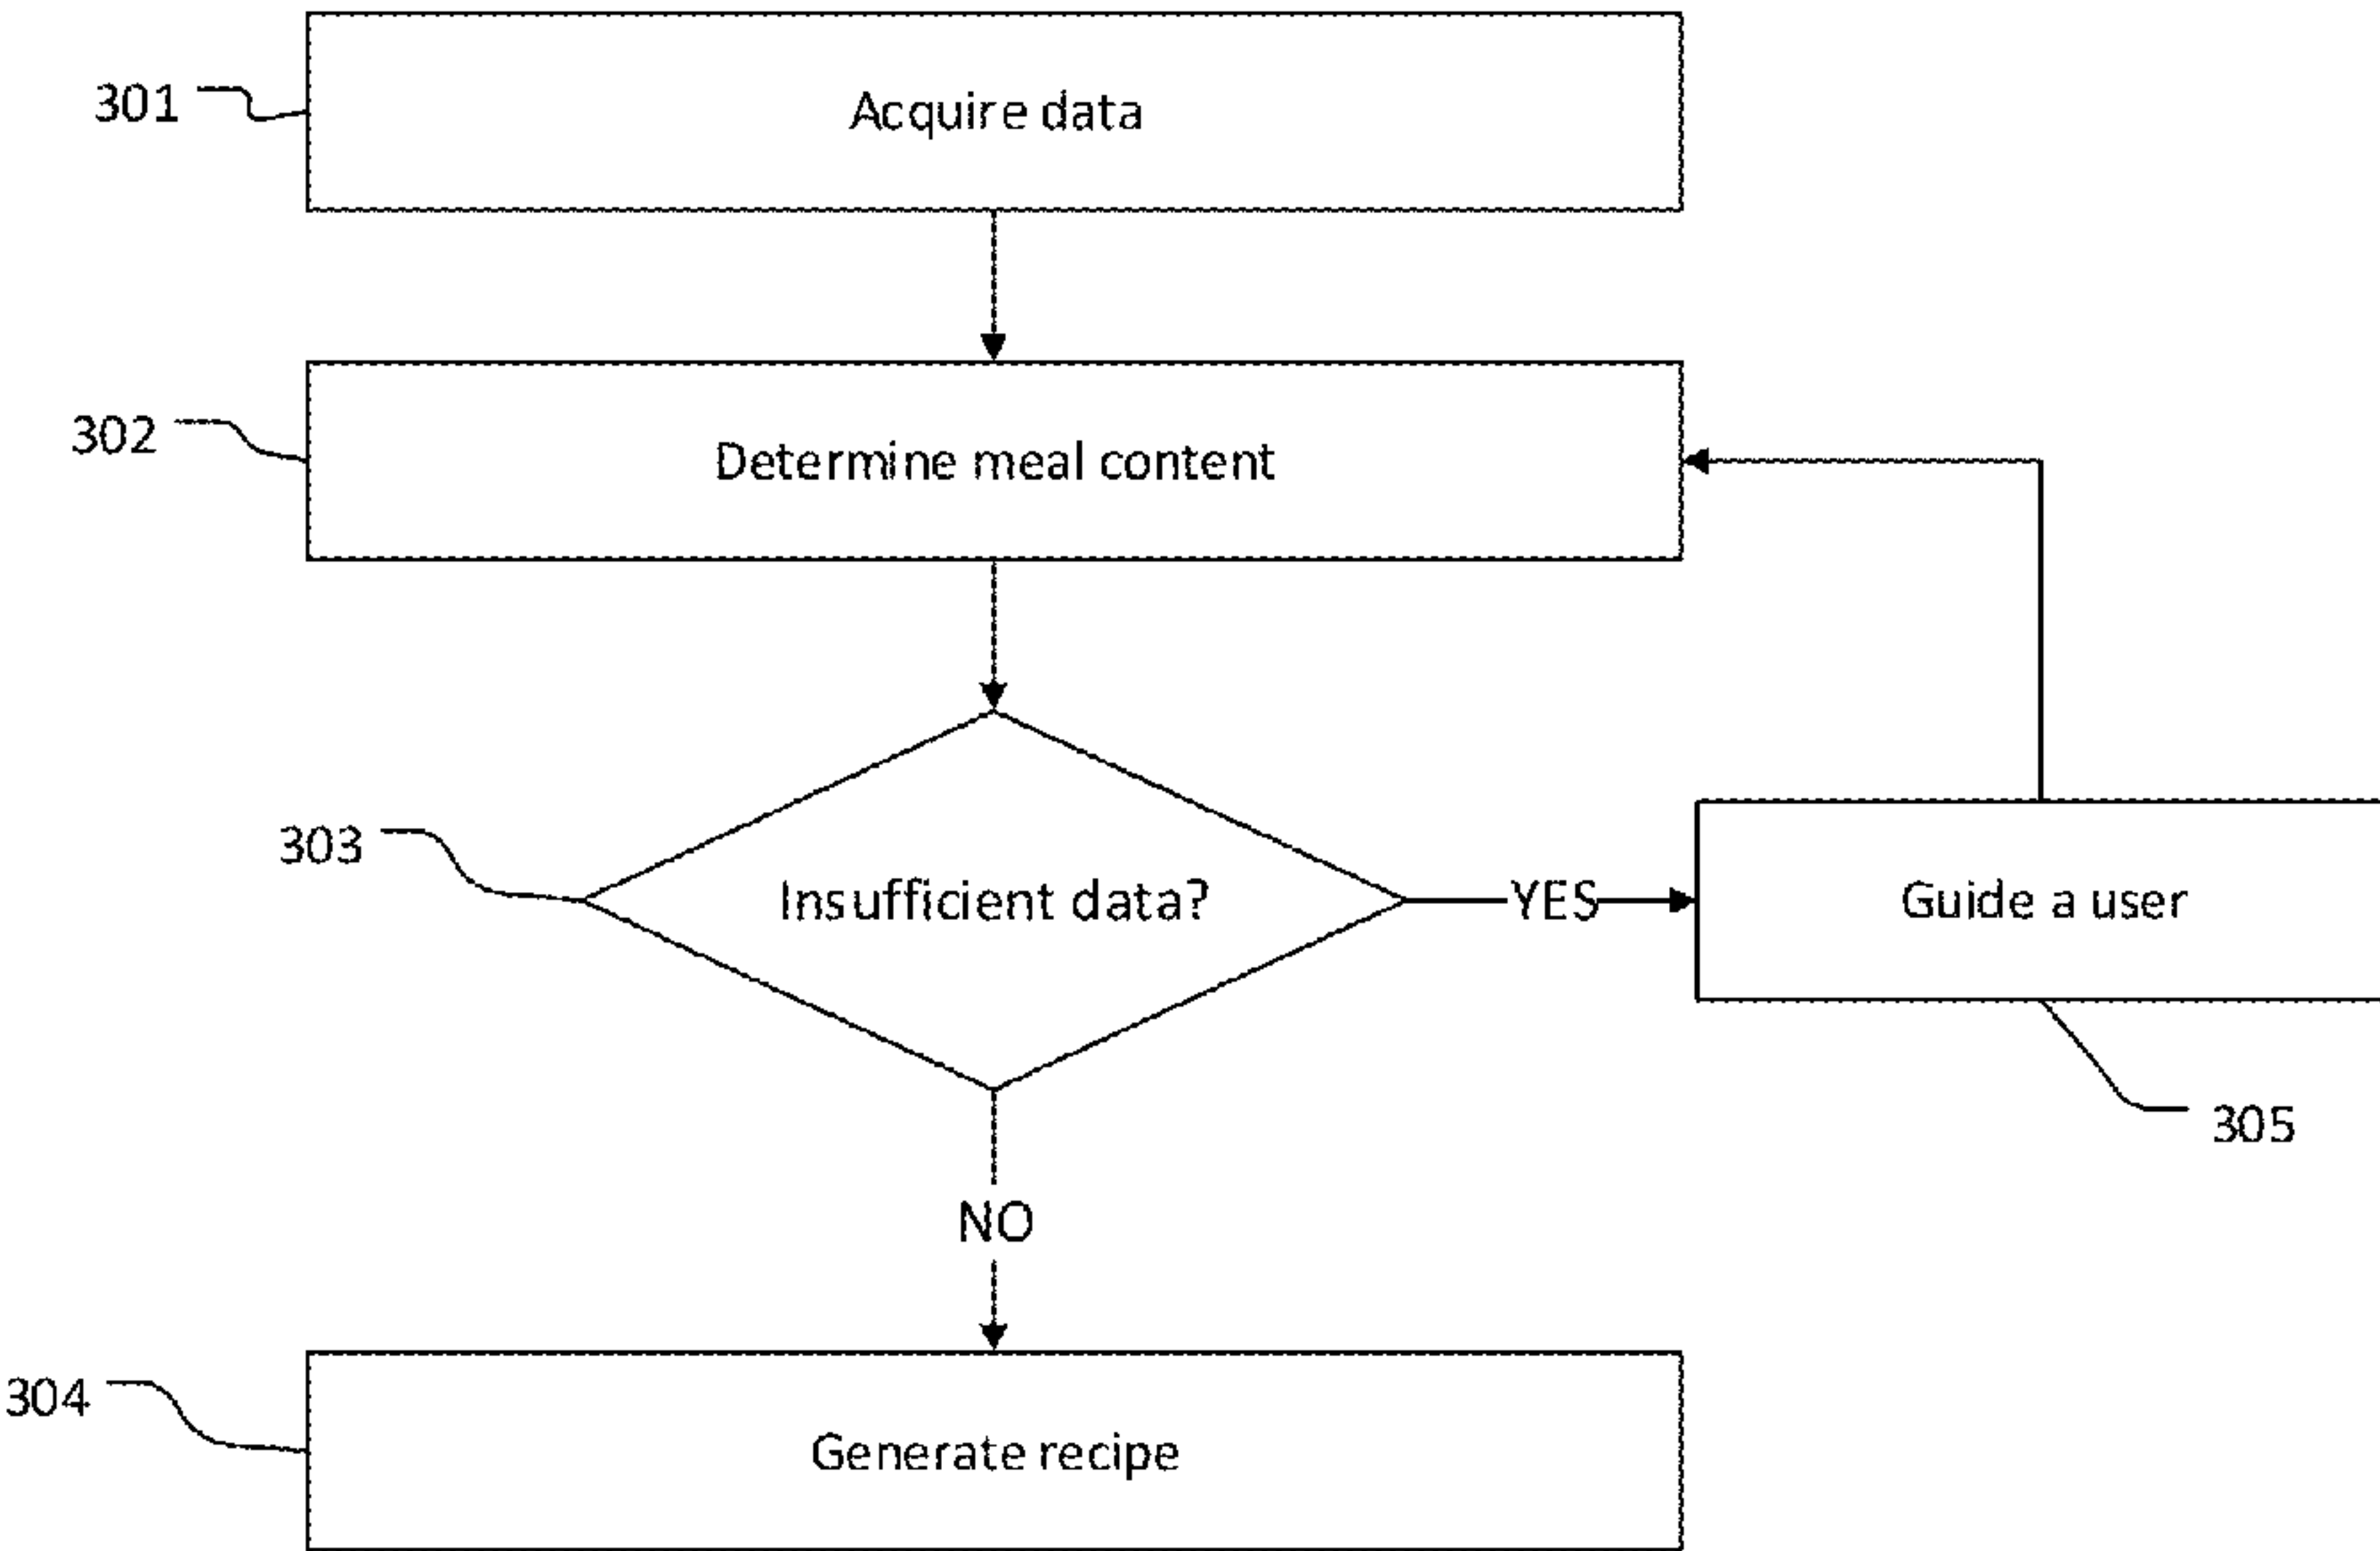 301
Acquire data
302
Determine meal content
303
Insufficient data?
YES
Guide a user
305
NO
304
Generate recipe